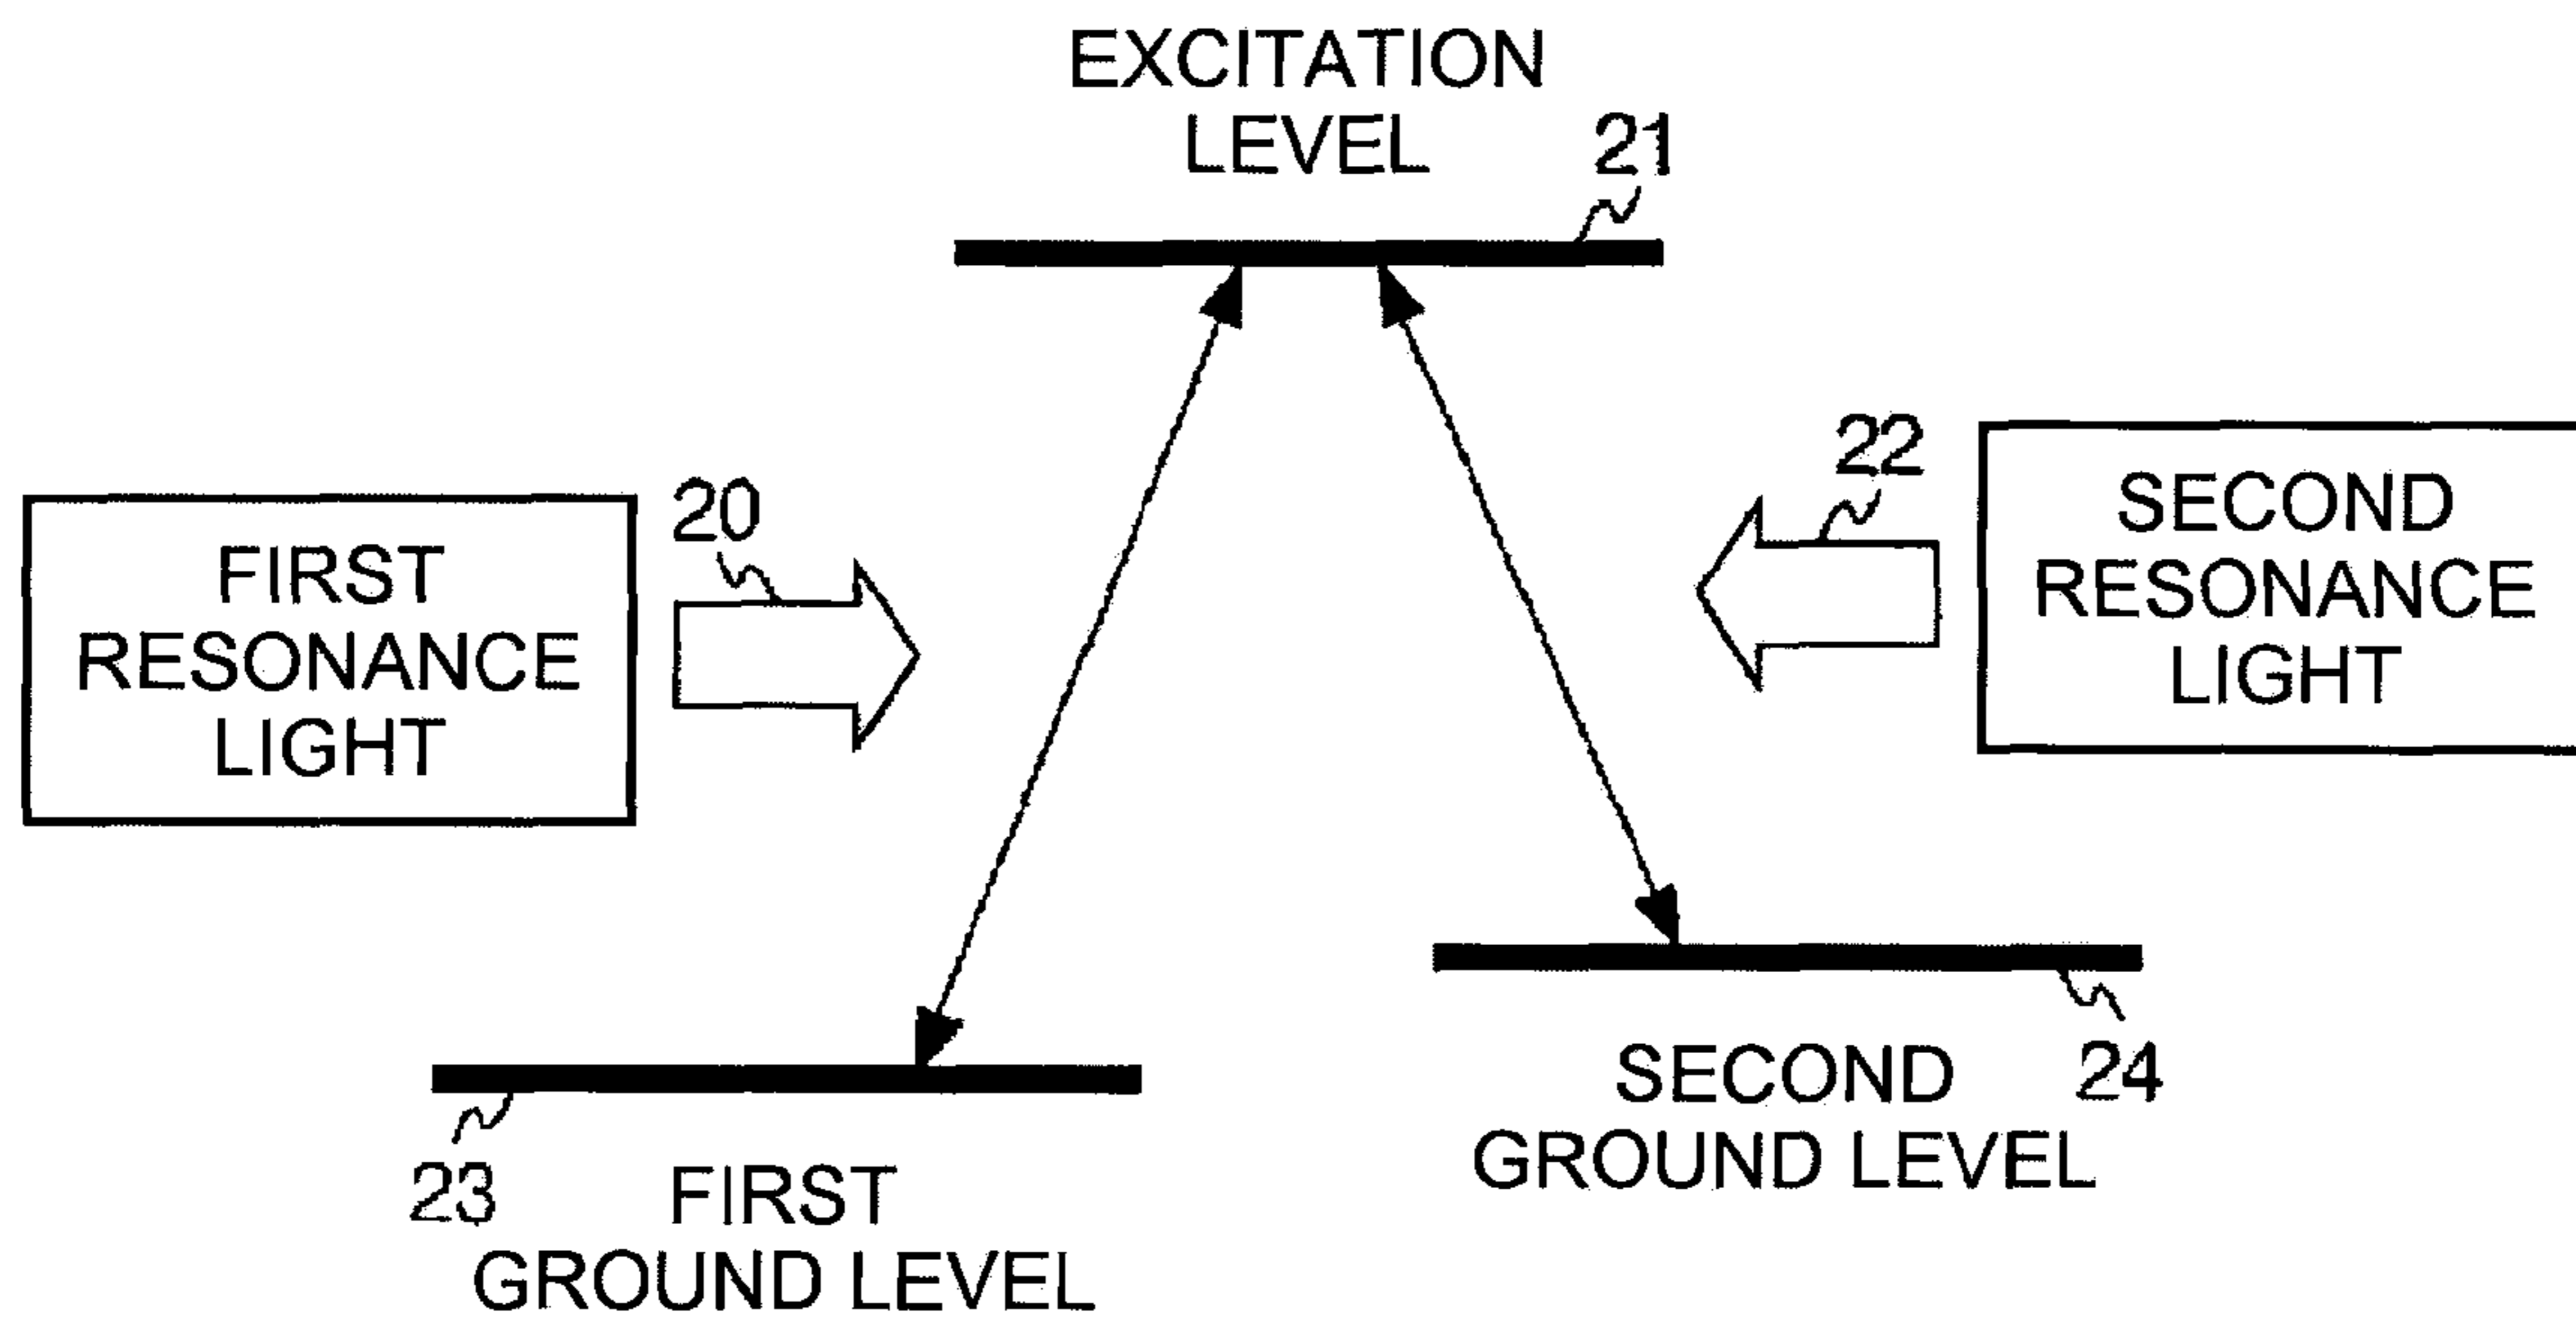 EXCITATION
LEVEL
21
22
20
FIRST
RESONANCE
LIGHT
SECOND
RESONANCE
LIGHT
23
FIRST
GROUND LEVEL
SECOND
GROUND LEVEL
24